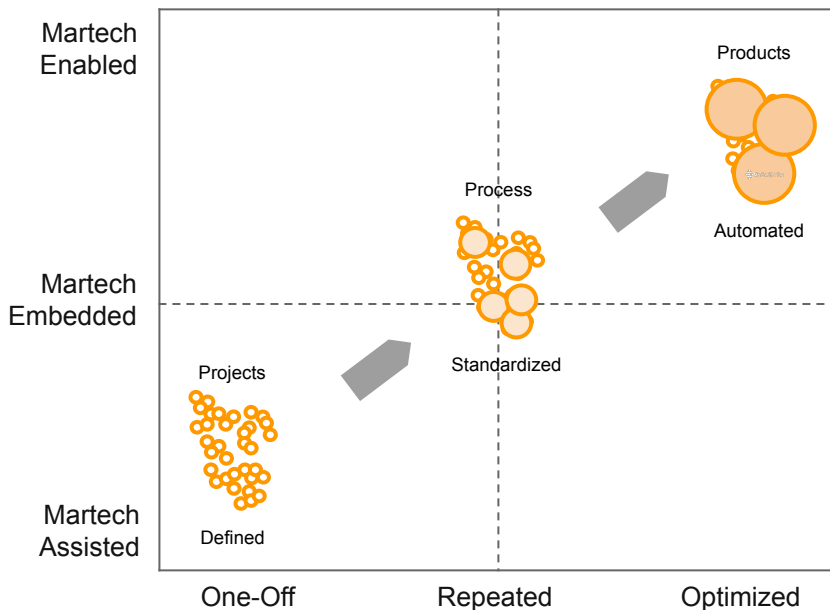 Martech
Enabled
Products
Automated
Process
Martech
Embedded
Standardized
Projects
Martech
Assisted
Defined
One-Off
Repeated
Optimized